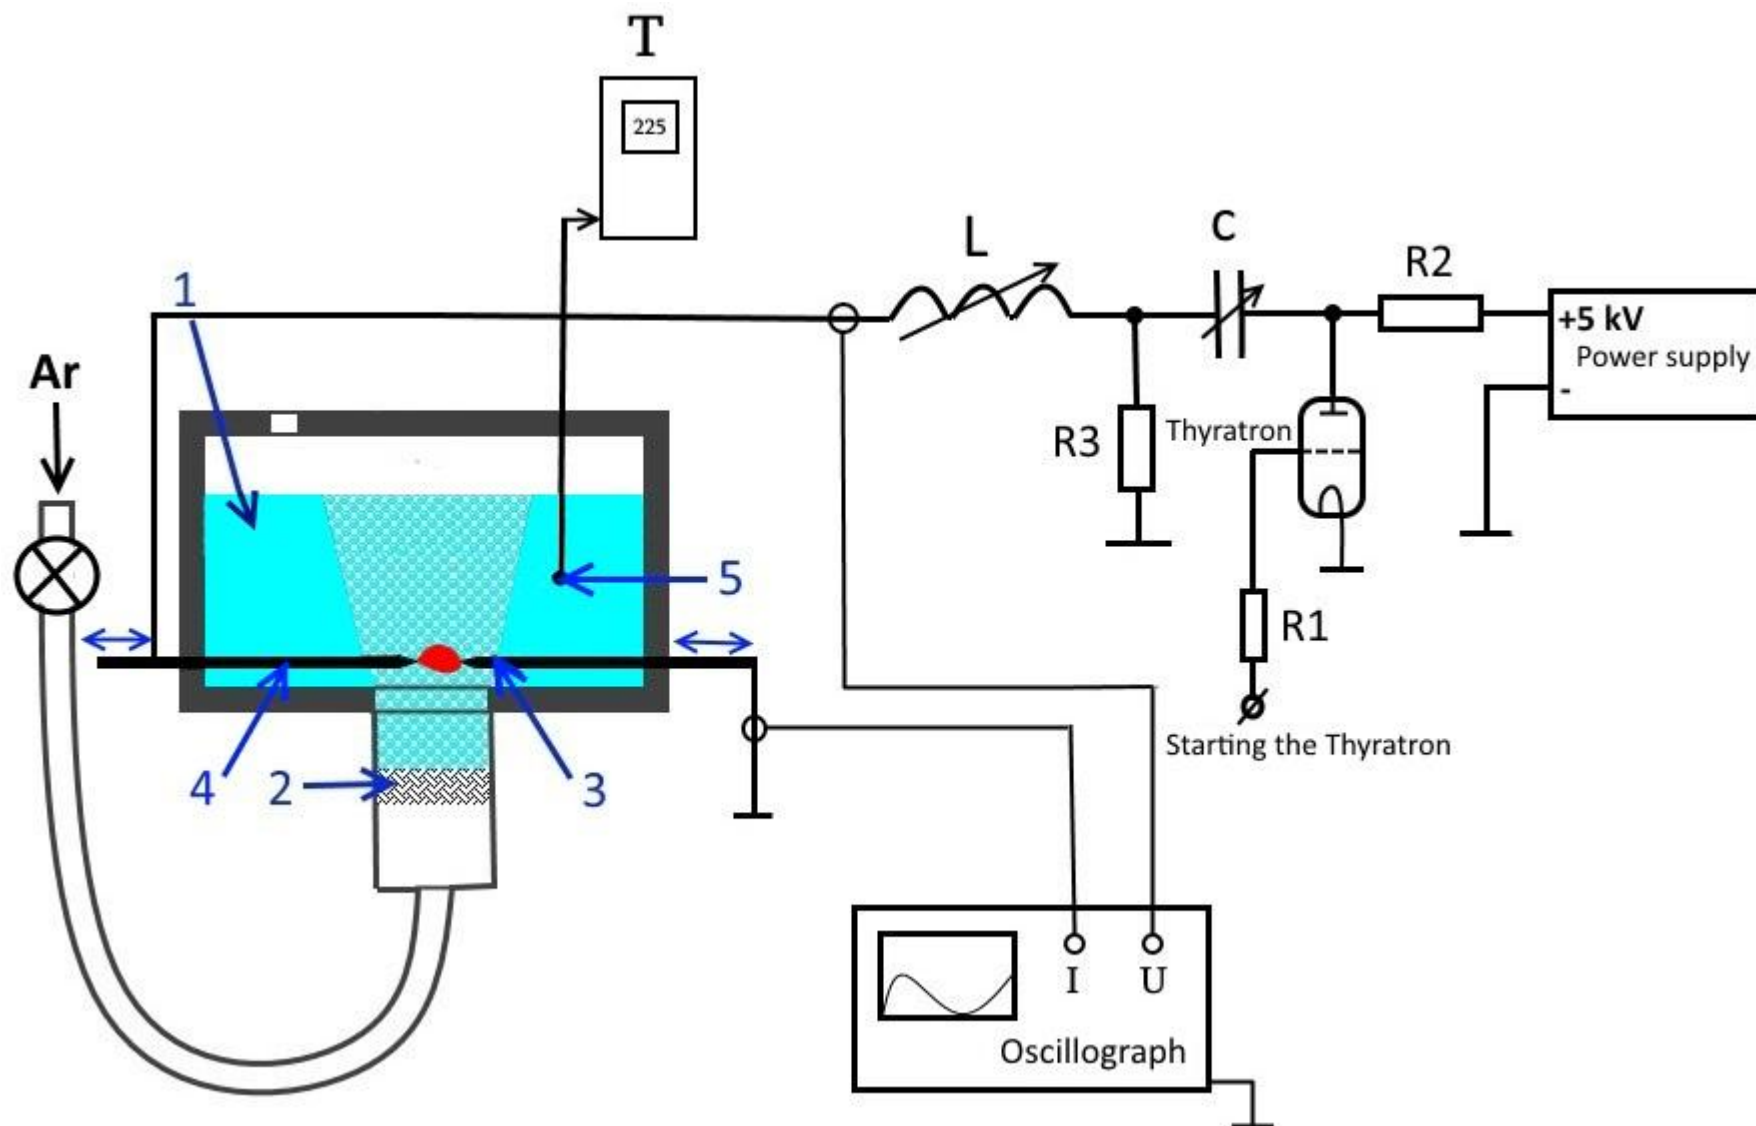 T
225
L
C
R2
+5 kV
Power supply
-
1
Ar
R3
Thyratron
5
R1
Starting the Thyratron
4
2
3
I
U
Oscillograph